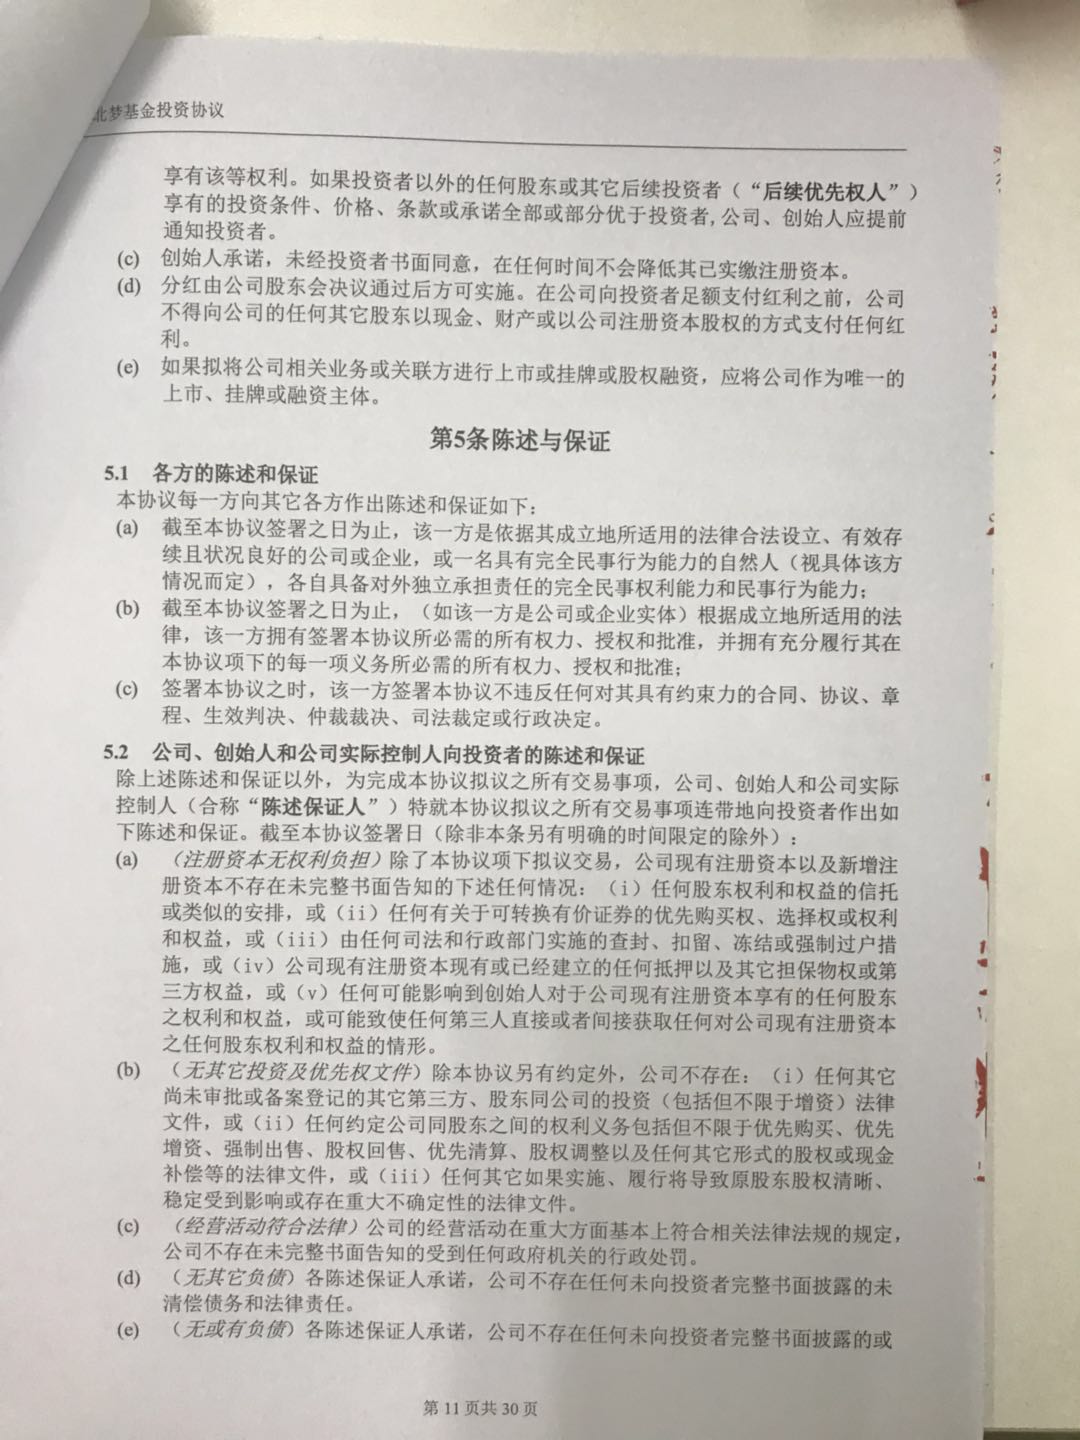 北梦基金投资协议
享有该等权利。如果投资者以外的任何股东或其它后续投资者（“后续优先权人”）
享有的投资条件、价格、条款或承诺全部或部分优于投资者,公司、创始人应提前
通知投资者。
(c) 创始人承诺，未经投资者书面同意，在任何时间不会降低其已实缴注册资本。
(d) 分红由公司股东会决议通过后方可实施。在公司向投资者足额支付红利之前，公司
不得向公司的任何其它股东以现金、财产或以公司注册资本股权的方式支付任何红
利。
(e) 如果拟将公司相关业务或关联方进行上市或挂牌或股权融资，应将公司作为唯一的
上市、挂牌或融资主体。
第5条陈述与保证
5.1 各方的陈述和保证
本协议每一方向其它各方作出陈述和保证如下：
(a) 截至本协议签署之日为止，该一方是依据其成立地所适用的法律合法设立、有效存
续且状况良好的公司或企业，或一名具有完全民事行为能力的自然人（视具体该方
情况而定），各自具备对外独立承担责任的完全民事权利能力和民事行为能力；
(b) 截至本协议签署之日为止，（如该一方是公司或企业实体）根据成立地所适用的法
律，该一方拥有签署本协议所必需的所有权力、授权和批准，并拥有充分履行其在
本协议项下的每一项义务所必需的所有权力、授权和批准；
(c) 签署本协议之时，该一方签署本协议不违反任何对其具有约束力的合同、协议、章
程、生效判决、仲裁裁决、司法裁定或行政决定。
5.2 公司、创始人和公司实际控制人向投资者的陈述和保证
除上述陈述和保证以外，为完成本协议拟议之所有交易事项，公司、创始人和公司实际
控制人（合称“陈述保证人”）特就本协议拟议之所有交易事项连带地向投资者作出如
下陈述和保证。截至本协议签署日（除非本条另有明确的时间限定的除外）：
(a) （注册资本无权利负担）除了本协议项下拟议交易，公司现有注册资本以及新增注
册资本不存在未完整书面告知的下述任何情况：（i）任何股东权利和权益的信托
或类似的安排，或（ii）任何有关于可转换有价证券的优先购买权、选择权或权利
和权益，或（iii）由任何司法和行政部门实施的查封、扣留、冻结或强制过户措
施，或（iv）公司现有注册资本现有或已经建立的任何抵押以及其它担保物权或第
三方权益，或（v）任何可能影响到创始人对于公司现有注册资本享有的任何股东
之权利和权益，或可能致使任何第三人直接或者间接获取任何对公司现有注册资本
之任何股东权利和权益的情形。
(b) （无其它投资及优先权文件）除本协议另有约定外，公司不存在：（i）任何其它
尚未审批或备案登记的其它第三方、股东同公司的投资（包括但不限于增资）法律
文件，或（ii）任何约定公司同股东之间的权利义务包括但不限于优先购买、优先
增资、强制出售、股权回售、优先清算、股权调整以及任何其它形式的股权或现金
补偿等的法律文件，或（iii）任何其它如果实施、履行将导致原股东股权清晰、
稳定受到影响或存在重大不确定性的法律文件。
(c) （经营活动符合法律）公司的经营活动在重大方面基本上符合相关法律法规的规定，
公司不存在未完整书面告知的受到任何政府机关的行政处罚。
(d) （无其它负债）各陈述保证人承诺，公司不存在任何未向投资者完整书面披露的未
清偿债务和法律责任。
(e) （无或有负债）各陈述保证人承诺，公司不存在任何未向投资者完整书面披露的或
第 11 页共 30 页